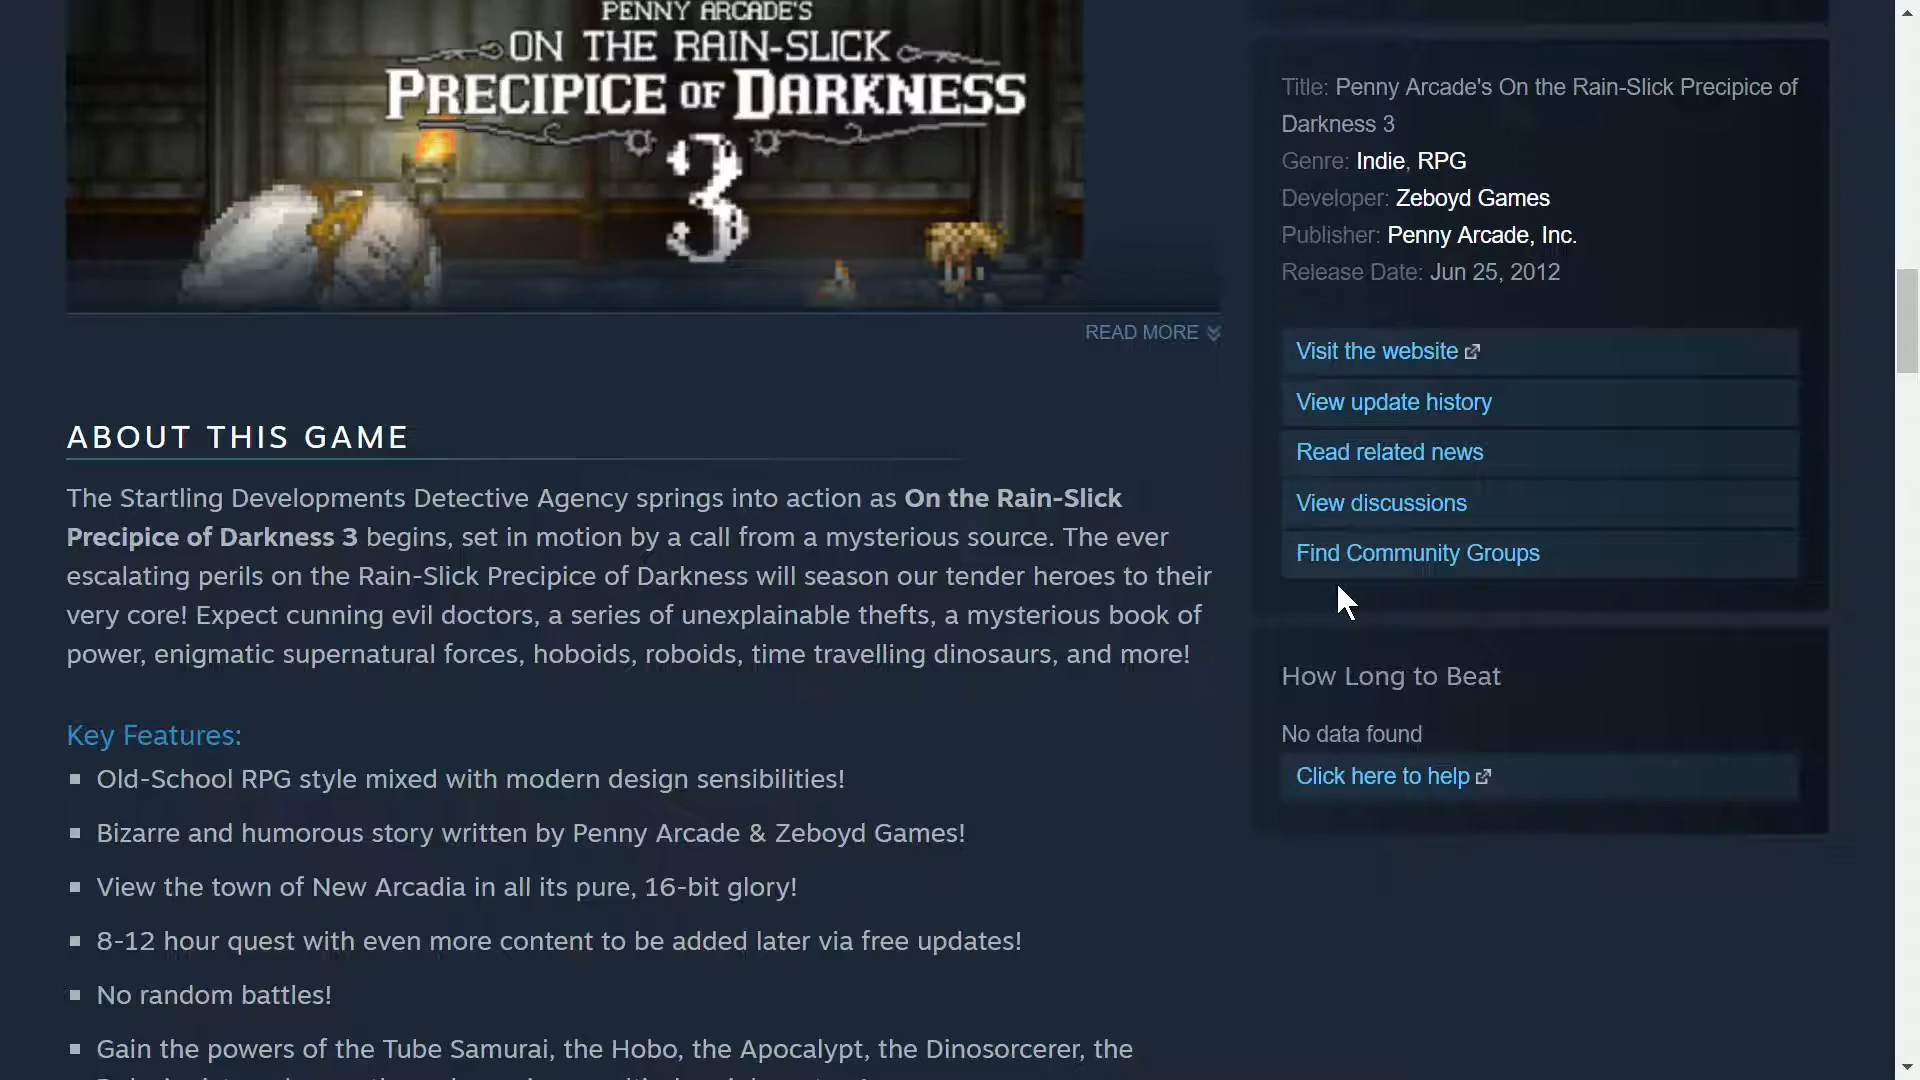 PENNY ARCADE'S
ON THE RAIN-SLICK
PRECIPICE OF DARKNESS
3
READ MORE
ABOUT THIS GAME
The Startling Developments Detective Agency springs into action as On the Rain-Slick
Precipice of Darkness 3 begins, set in motion by a call from a mysterious source. The ever
escalating perils on the Rain-Slick Precipice of Darkness will season our tender heroes to their
very core! Expect cunning evil doctors, a series of unexplainable thefts, a mysterious book of
power, enigmatic supernatural forces, hoboids, roboids, time travelling dinosaurs, and more!
Key Features:
Old-School RPG style mixed with modern design sensibilities!
Bizarre and humorous story written by Penny Arcade & Zeboyd Games!
View the town of New Arcadia in all its pure, 16-bit glory!
8-12 hour quest with even more content to be added later via free updates!
No random battles!
Gain the powers of the Tube Samurai, the Hobo, the Apocalypt, the Dinosorcerer, the
Title: Penny Arcade's On the Rain-Slick Precipice of
Darkness 3
Genre: Indie, RPG
Developer: Zeboyd Games
Publisher: Penny Arcade, Inc.
Release Date: Jun 25, 2012
Visit the website
View update history
Read related news
View discussions
Find Community Groups
How Long to Beat
No data found
Click here to help